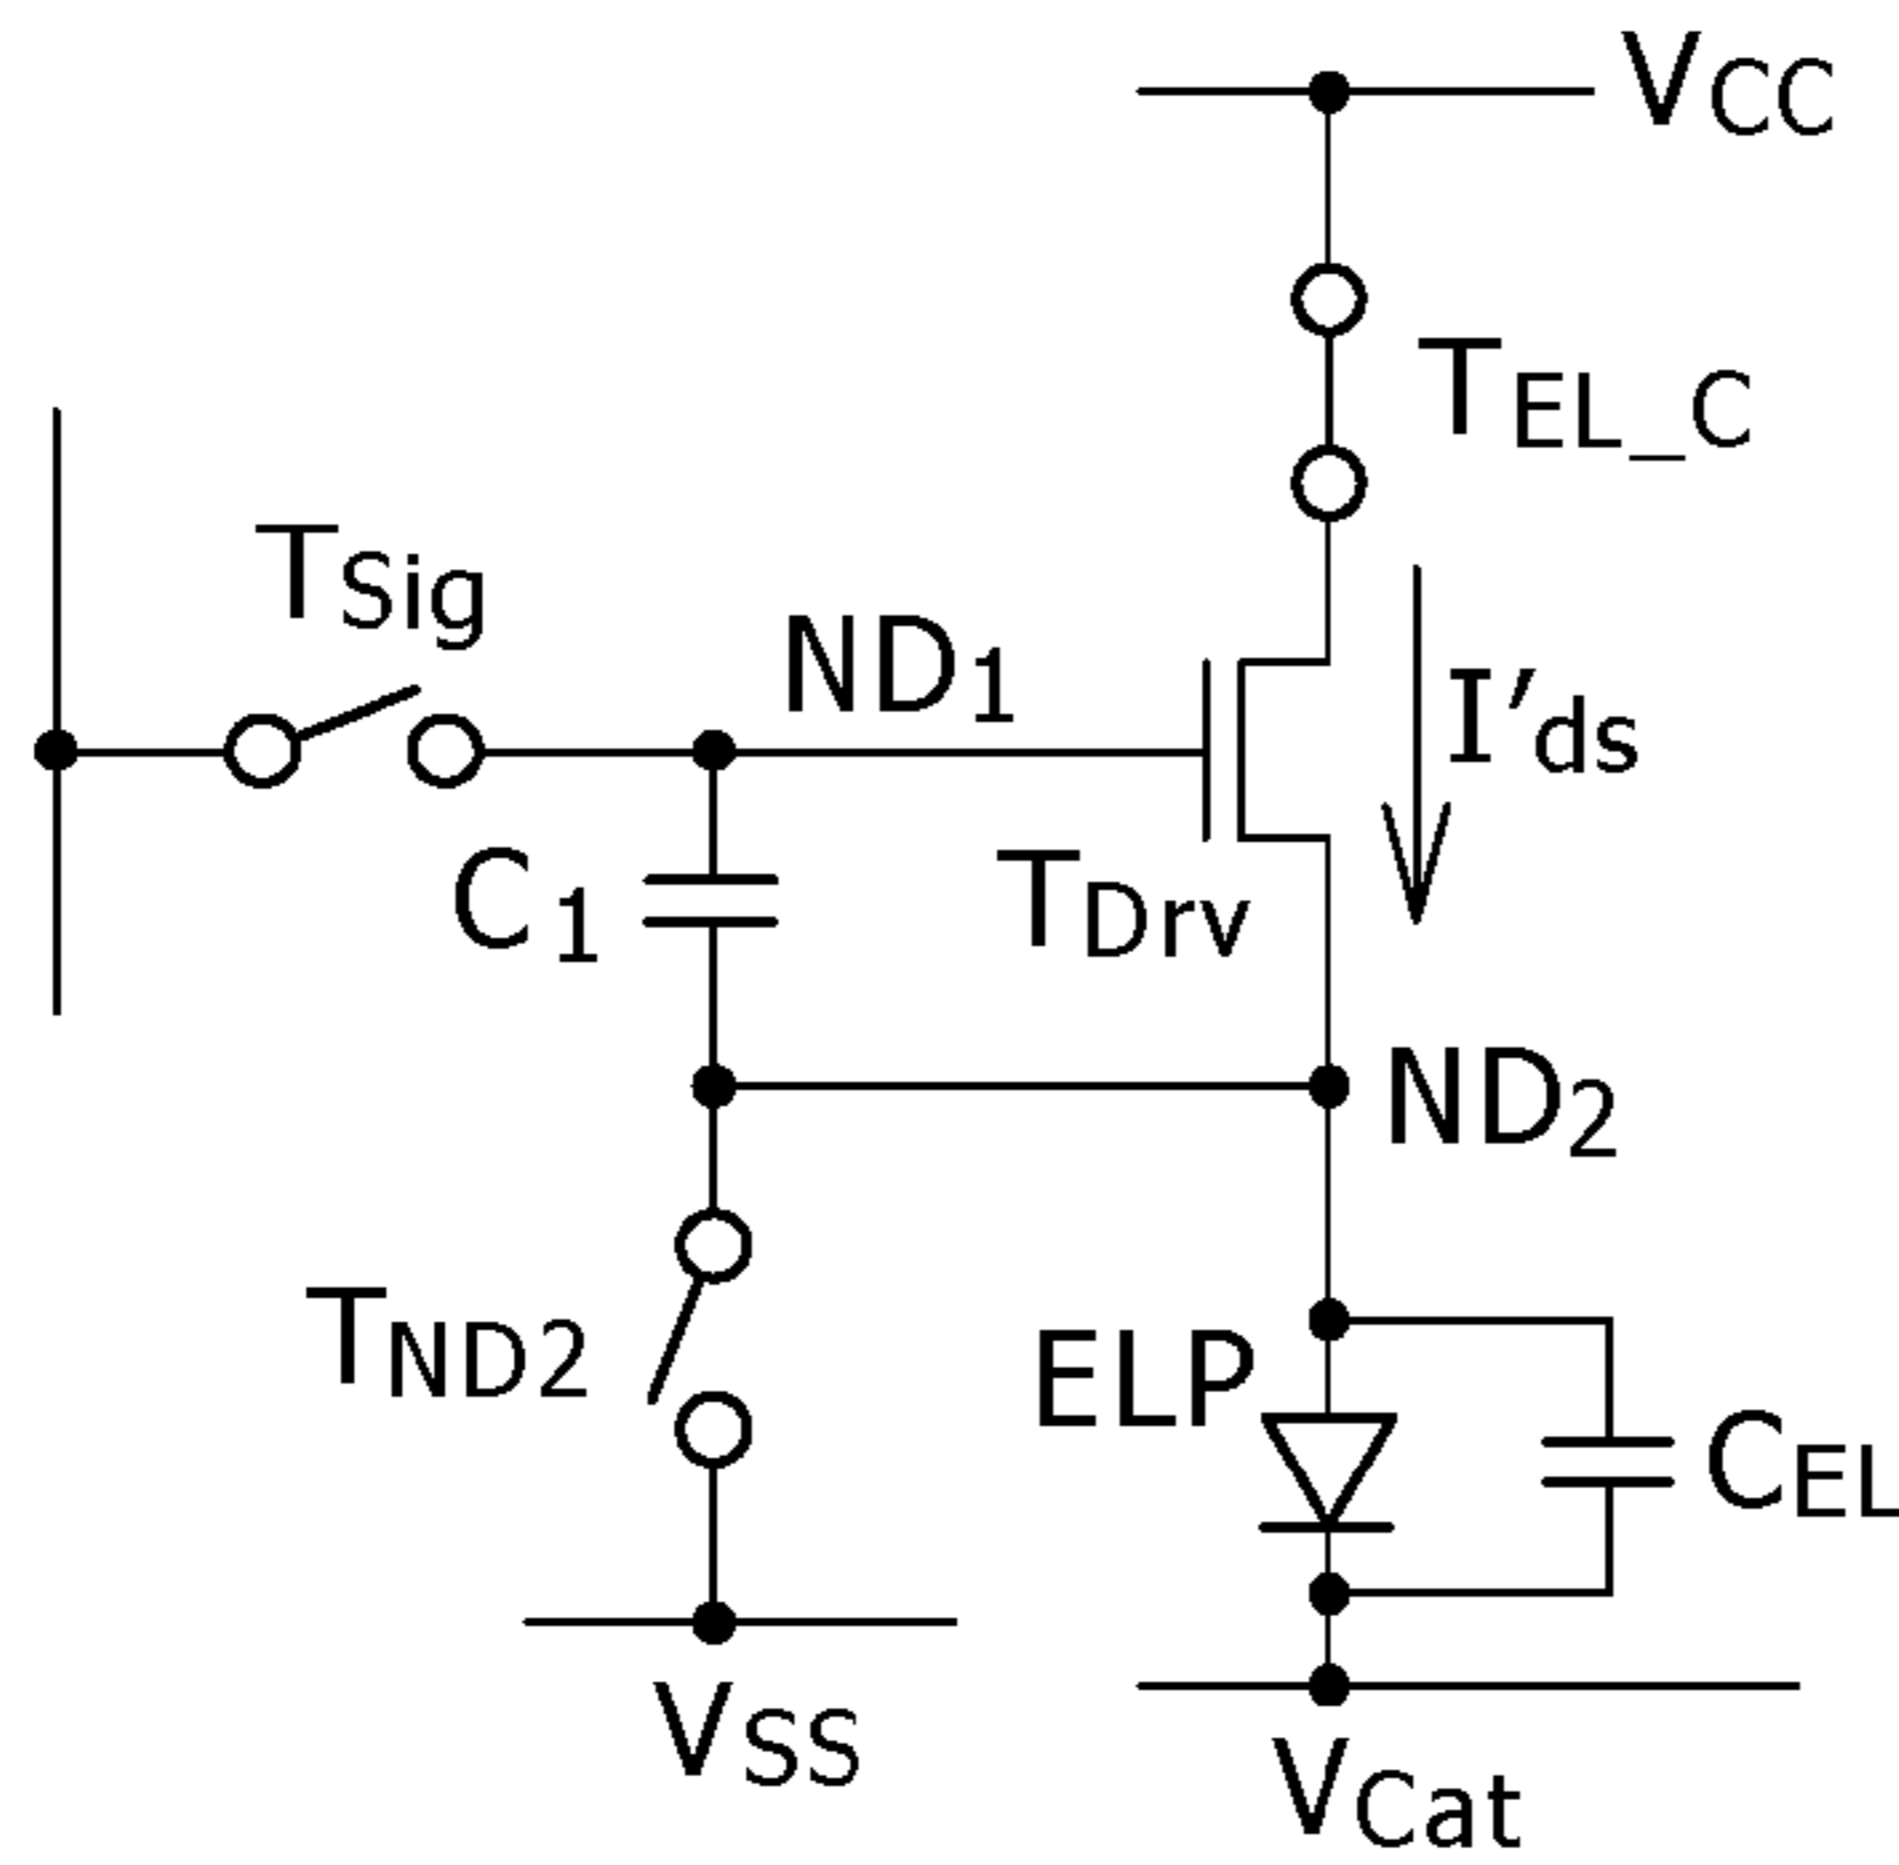 VCC
TEL_C
TSig
ND1
I'ds
C1
TDrv
ND2
TND2
ELP
CEL
VSS
VCat